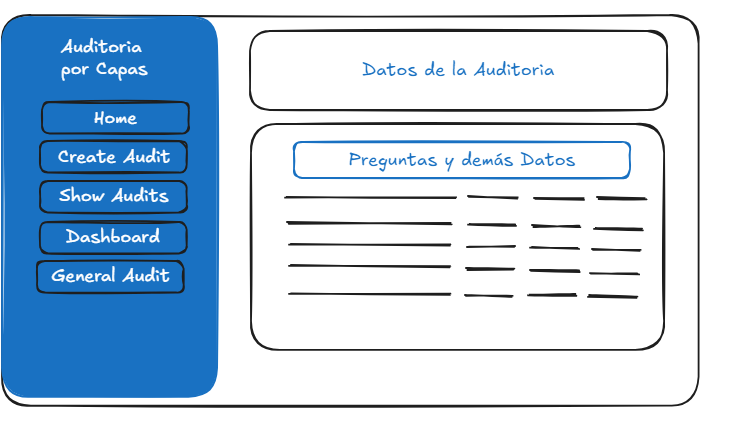 Auditoria
por Capas
Home
Create Audit
Show Audits
Dashboard
General Audit
Datos de la Auditoria
Preguntas y demás Datos